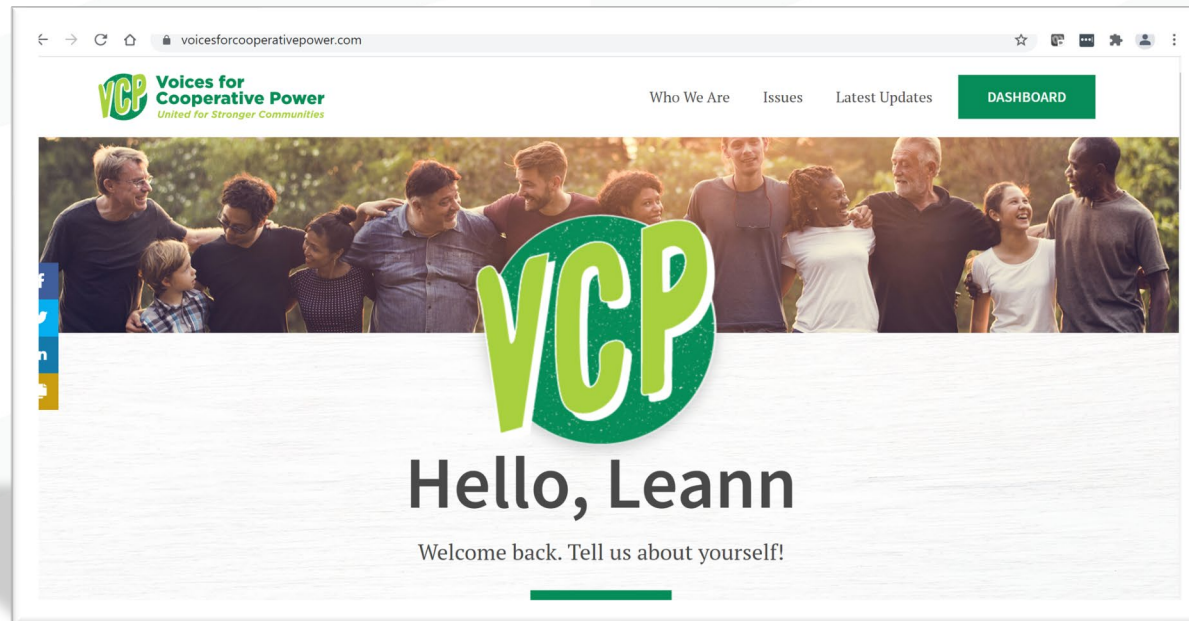 voicesforcooperativepower.com
VCP
Voices for
Cooperative Power
United for Stronger Communities
Who We Are Issues Latest Updates DASHBOARD
VCP
Hello, Leann
Welcome back. Tell us about yourself!